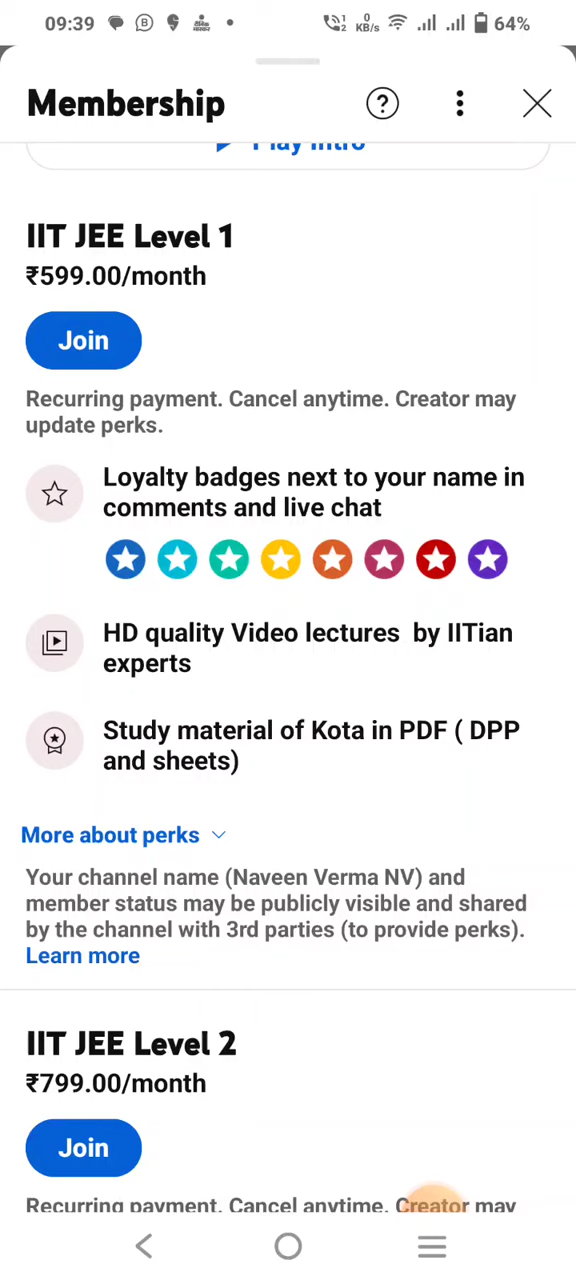 09:39 0 KB/s 64%
Membership
Play intro
IIT JEE Level 1
₹599.00/month
Join
Recurring payment. Cancel anytime. Creator may
update perks.
Loyalty badges next to your name in
comments and live chat
HD quality Video lectures by IITian
experts
Study material of Kota in PDF ( DPP
and sheets)
More about perks
Your channel name (Naveen Verma NV) and
member status may be publicly visible and shared
by the channel with 3rd parties (to provide perks).
Learn more
IIT JEE Level 2
₹799.00/month
Join
Recurring payment. Cancel anytime. Creator may